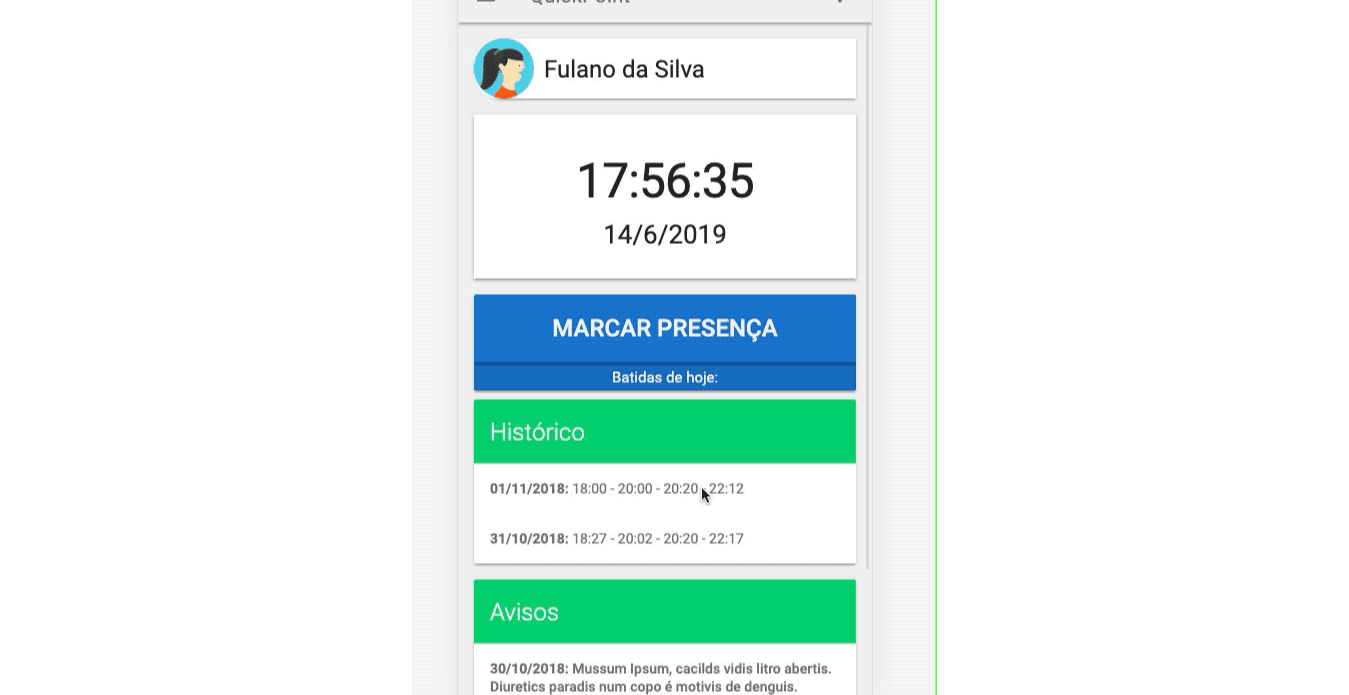 QuickPoint
Fulano da Silva
17:56:35
14/6/2019
MARCAR PRESENÇA
Batidas de hoje:
Histórico
01/11/2018: 18:00 - 20:00 - 20:20 - 22:12
31/10/2018: 18:27 - 20:02 - 20:20 - 22:17
Avisos
30/10/2018: Mussum Ipsum, cacilds vidis litro abertis.
Diuretics paradis num copo é motivis de denguis.